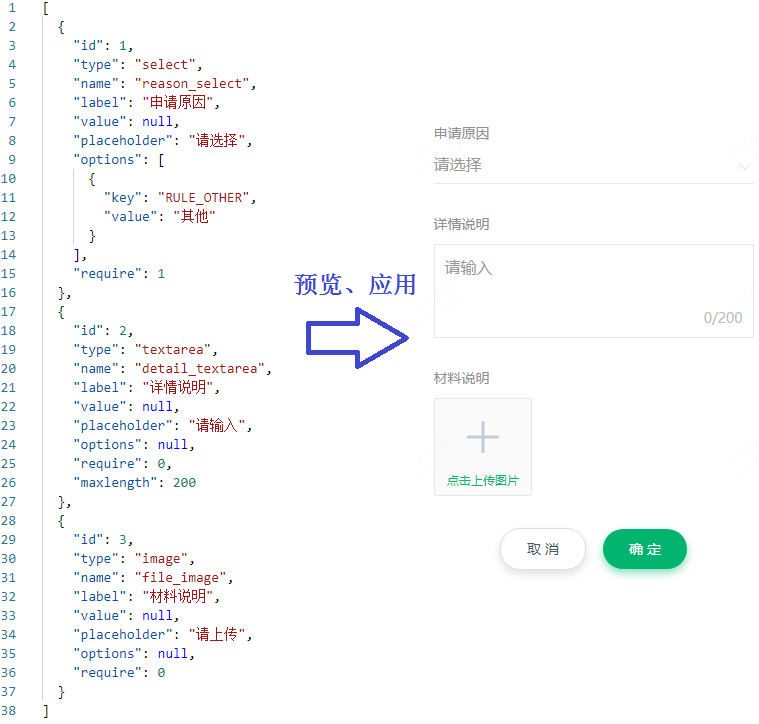 1 [
2 {
3 "id": 1,
4 "type": "select",
5 "name": "reason_select",
6 "label": "申请原因",
7 "value": null,
8 "placeholder": "请选择",
9 "options": [
10 {
11 "key": "RULE_OTHER",
12 "value": "其他"
13 }
14 ],
15 "require": 1
16 },
17 {
18 "id": 2,
19 "type": "textarea",
20 "name": "detail_textarea",
21 "label": "详情说明",
22 "value": null,
23 "placeholder": "请输入",
24 "options": null,
25 "require": 0,
26 "maxlength": 200
27 },
28 {
29 "id": 3,
30 "type": "image",
31 "name": "file_image",
32 "label": "材料说明",
33 "value": null,
34 "placeholder": "请上传",
35 "options": null,
36 "require": 0
37 }
38 ]
预览、应用
申请原因
请选择
详情说明
请输入
0/200
材料说明
点击上传图片
取消 确定